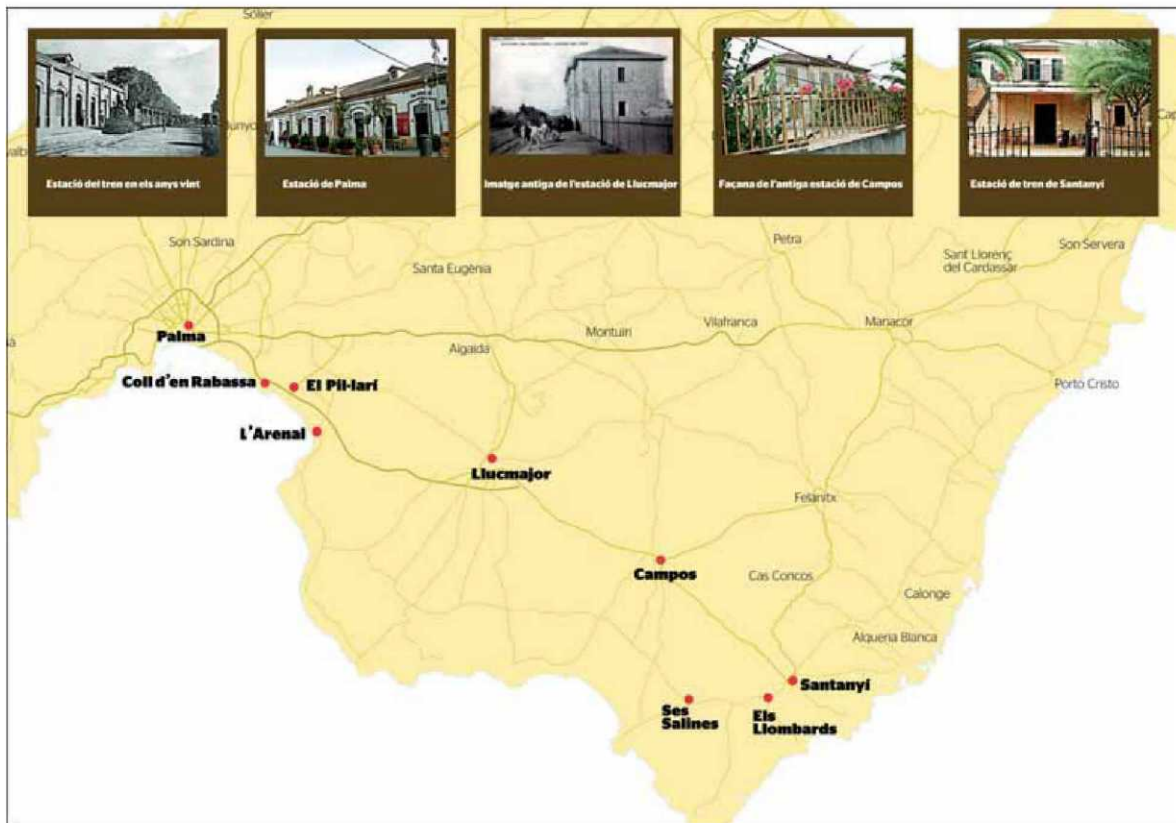 Sóller
Estació del tren en els anys vint
Estació de Palma
Imatge antiga de l'estació de Llucmajor
Façana de l'antiga estació de Campos
Estació de tren de Santanyí
Son Sardina
Santa Eugènia
Petra
Sant Llorenç
del Cardassar
Son Servera
Palma
Montuïri
Vilafranca
Manacor
Algaida
Coll d'en Rabassa
El Pil·larí
Porto Cristo
L'Arenal
Llucmajor
Felanitx
Campos
Cas Concos
Calonge
Alqueria Blanca
Santanyí
Ses
Salines
Els
Llombards